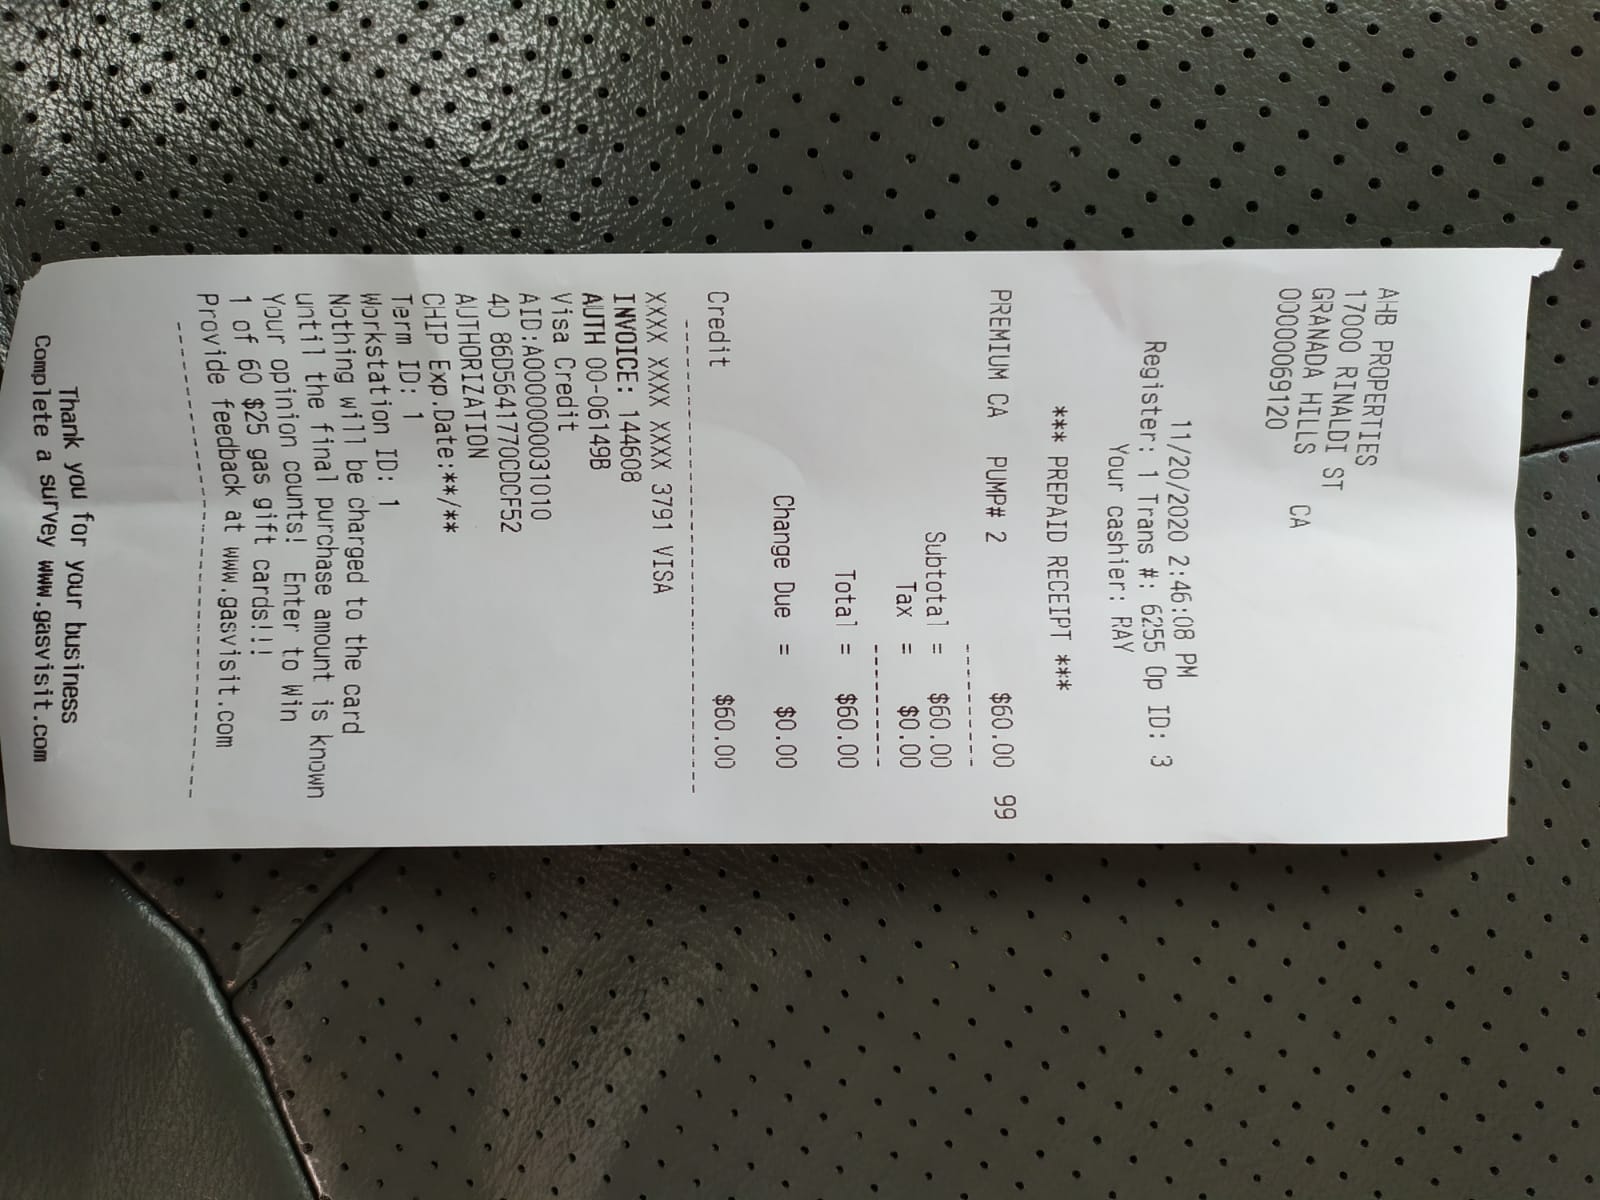 AHB PROPERTIES
17000 RINALDI ST
GRANADA HILLS    CA
00000069120
11/20/2020 2:46:08 PM
Register: 1 Trans #: 6255 Op ID: 3
Your cashier: RAY
*** PREPAID RECEIPT ***
PREMIUM CA  PUMP# 2    $60.00  99
----------
Subtotal =   $60.00
Tax =    $0.00
----------
Total =   $60.00
Change Due  =    $0.00
Credit    $60.00
----------------------------------------
XXXX XXXX XXXX 3791 VISA
INVOICE: 144608
AUTH 00-06149B
Visa Credit
AID:A0000000031010
40 86D5641770CDCF52
AUTHORIZATION
CHIP Exp.Date:**/**
Term ID: 1
Workstation ID: 1
Nothing will be charged to the card
until the final purchase amount is known
Your opinion counts!  Enter to Win
1 of 60 $25 gas gift cards!!!
Provide feedback at www.gasvisit.com
----------------------------------------
Thank you for your business
Complete a survey www.gasvisit.com